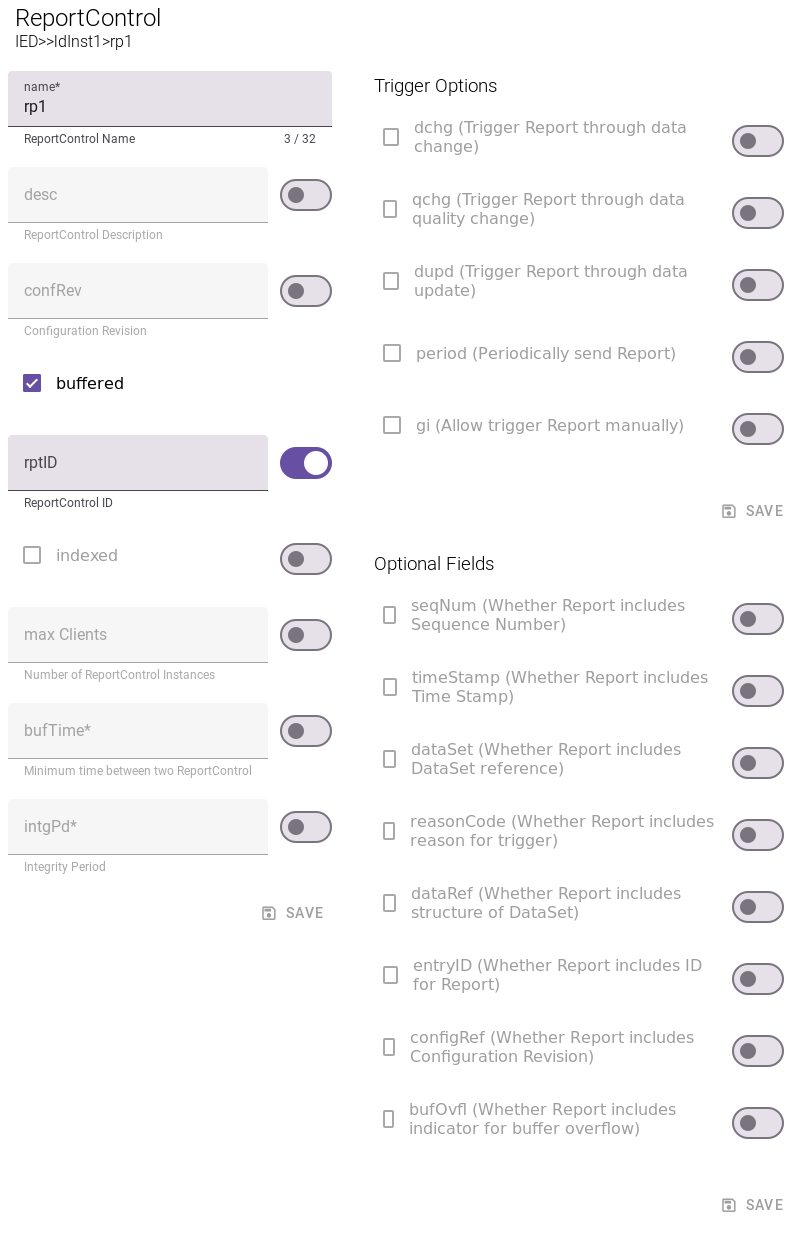 ReportControl
IED>>ldInst1>rp1
name*
rp1
ReportControl Name 3 / 32
desc
ReportControl Description
confRev
Configuration Revision
buffered
rptID
ReportControl ID
indexed
max Clients
Number of ReportControl Instances
bufTime*
Minimum time between two ReportControl
intgPd*
Integrity Period
SAVE
Trigger Options
dchg (Trigger Report through data
change)
qchg (Trigger Report through data
quality change)
dupd (Trigger Report through data
update)
period (Periodically send Report)
gi (Allow trigger Report manually)
SAVE
Optional Fields
seqNum (Whether Report includes
Sequence Number)
timeStamp (Whether Report includes
Time Stamp)
dataSet (Whether Report includes
DataSet reference)
reasonCode (Whether Report includes
reason for trigger)
dataRef (Whether Report includes
structure of DataSet)
entryID (Whether Report includes ID
for Report)
configRef (Whether Report includes
Configuration Revision)
bufOvfl (Whether Report includes
indicator for buffer overflow)
SAVE